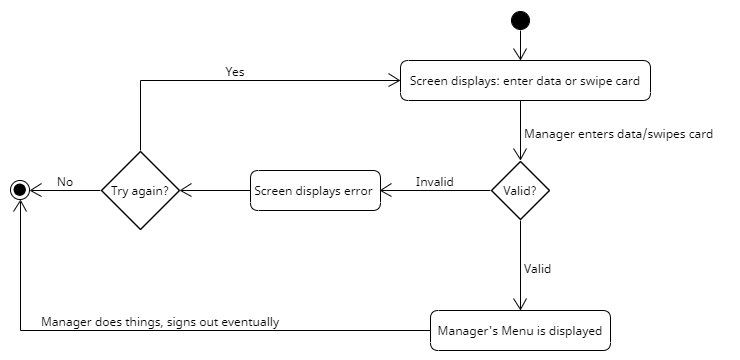 Yes
Screen displays: enter data or swipe card
Manager enters data/swipes card
No
Try again?
Screen displays error
Invalid
Valid?
Valid
Manager does things, signs out eventually
Manager's Menu is displayed